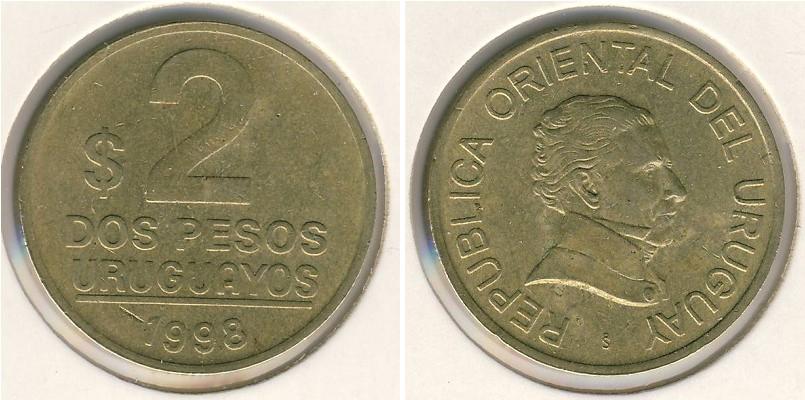 $ 2
DOS PESOS
URUGUAYOS
1998
REPUBLICA ORIENTAL DEL URUGUAY
S